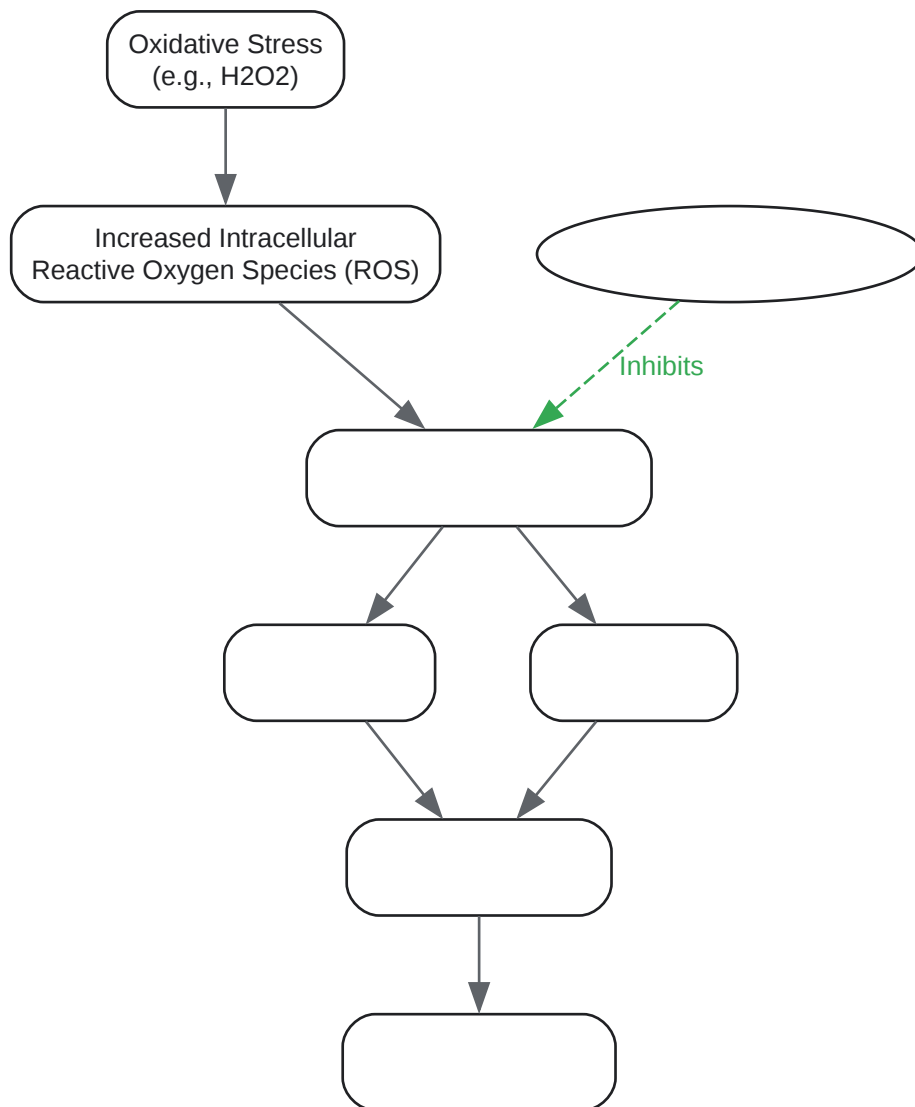 Oxidative Stress
(e.g., H2O2)
Increased Intracellular
Reactive Oxygen Species (ROS)
Inhibits